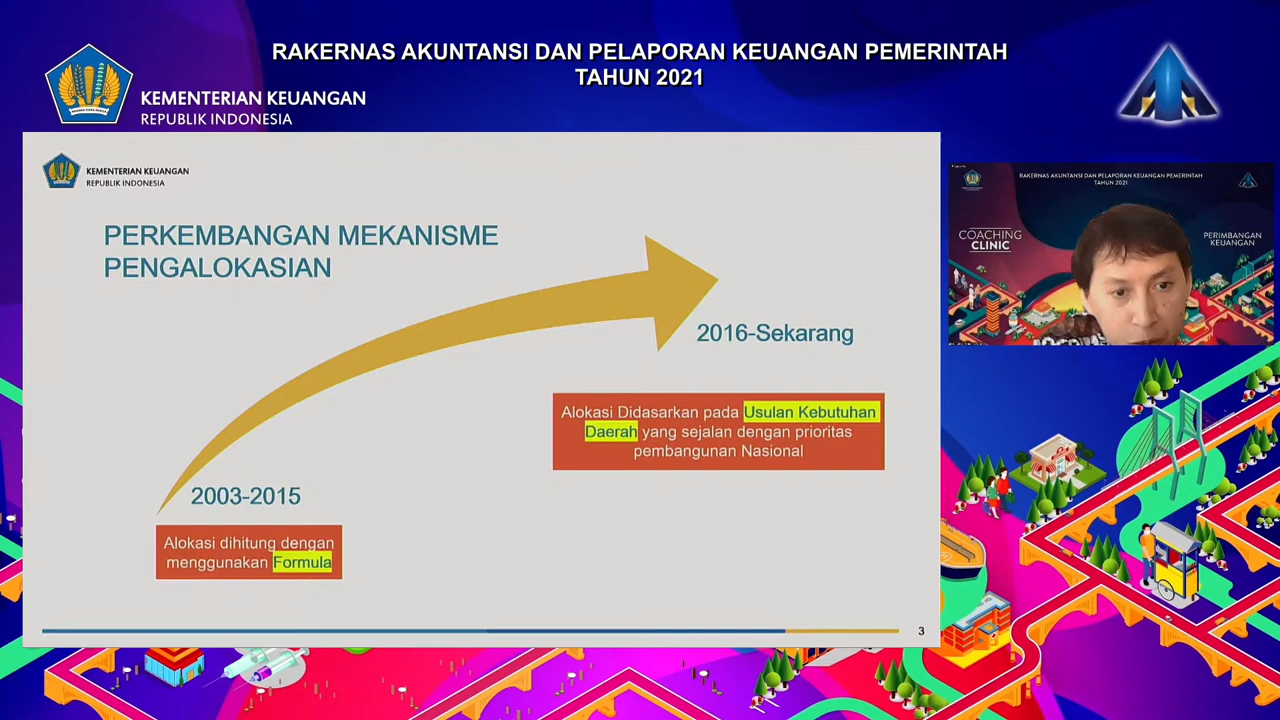 RAKERNAS AKUNTANSI DAN PELAPORAN KEUANGAN PEMERINTAH
TAHUN 2021
KEMENTERIAN KEUANGAN
REPUBLIK INDONESIA
KEMENTERIAN KEUANGAN
REPUBLIK INDONESIA
PERKEMBANGAN MEKANISME
PENGALOKASIAN
2016-Sekarang
Alokasi Didasarkan pada Usulan Kebutuhan
Daerah yang sejalan dengan prioritas
pembangunan Nasional
2003-2015
Alokasi dihitung dengan
menggunakan Formula
3
RAKERNAS AKUNTANSI DAN PELAPORAN KEUANGAN PEMERINTAH
TAHUN 2021
COACHING
CLINIC
PERIMBANGAN
KEUANGAN